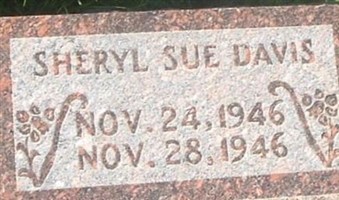 SHERYL SUE DAVIS
NOV. 24, 1946
NOV. 28, 1946